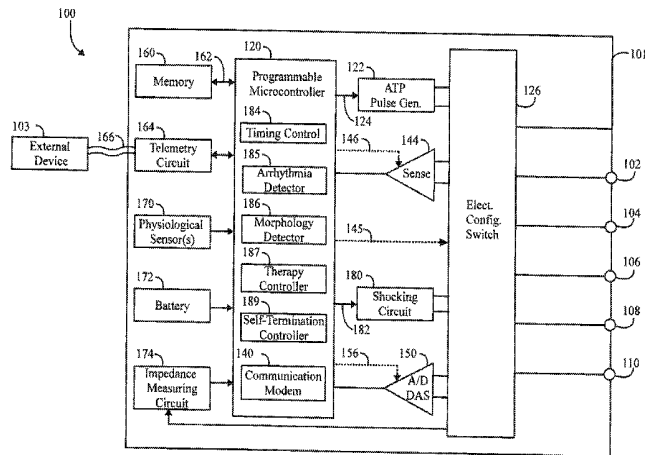 100
101
160
162
120
122
126
Memory
Programmable
Microcontroller
ATP
Pulse Gen.
124
103
166
164
184
Timing Control
146
144
External
Device
Telemetry
Circuit
185
Arrhythmia
Detector
Sense
102
170
186
Physiological
Sensor(s)
Morphology
Detector
145
Elect.
Config.
Switch
104
106
172
187
Therapy
Controller
180
Battery
189
Self-Termination
Controller
Shocking
Circuit
182
108
174
140
156
150
110
Impedance
Measuring
Circuit
Communication
Modem
A/D
DAS